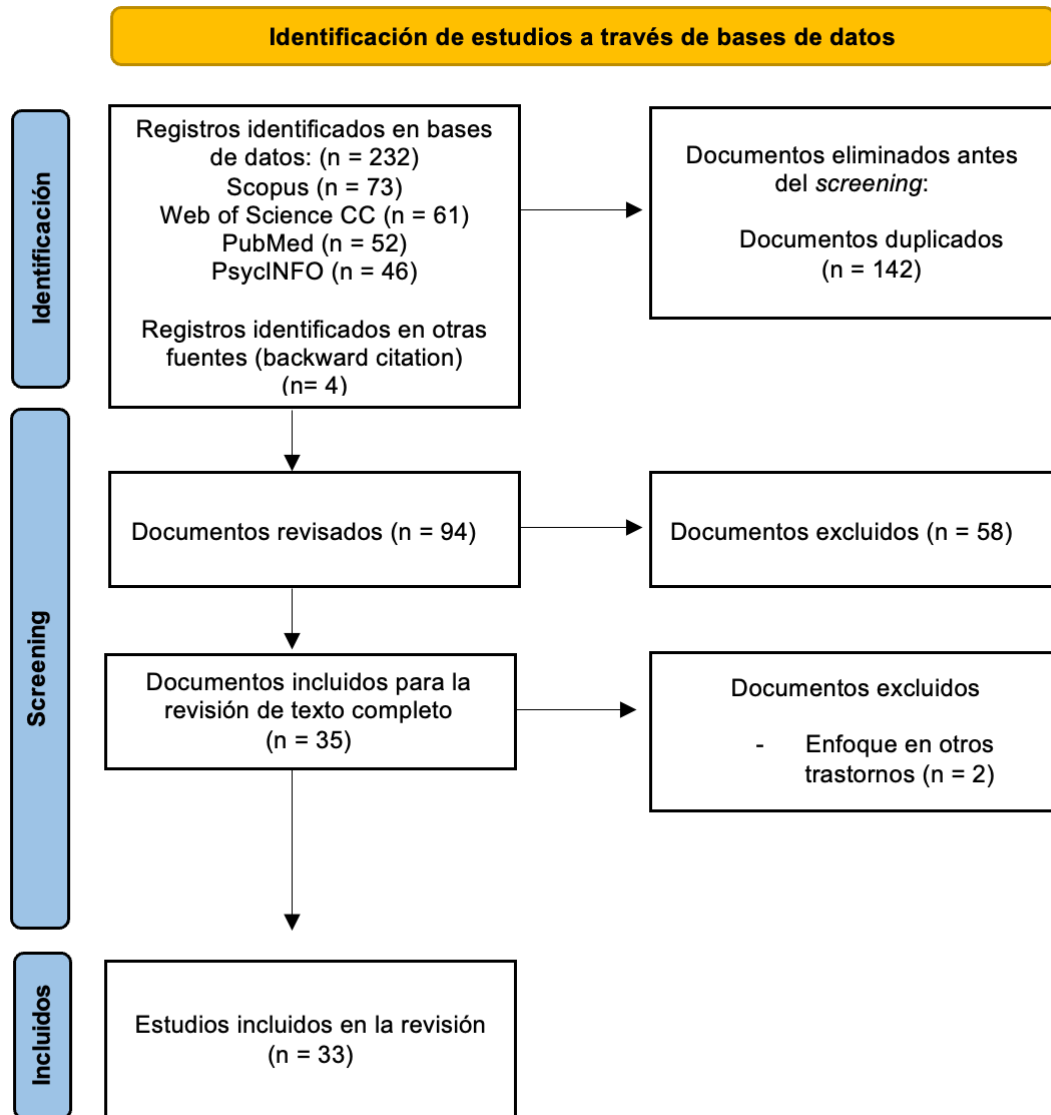 Identificación de estudios a través de bases de datos
Identificación
Registros identificados en bases
de datos: (n = 232)
Scopus (n = 73)
Web of Science CC (n = 61)
PubMed (n = 52)
PsycINFO (n = 46)
Registros identificados en otras
fuentes (backward citation)
(n= 4)
Documentos eliminados antes
del screening:
Documentos duplicados
(n = 142)
Screening
Documentos revisados (n = 94)
Documentos excluidos (n = 58)
Documentos incluidos para la
revisión de texto completo
(n = 35)
Documentos excluidos
- Enfoque en otros
trastornos (n = 2)
Incluidos
Estudios incluidos en la revisión
(n = 33)